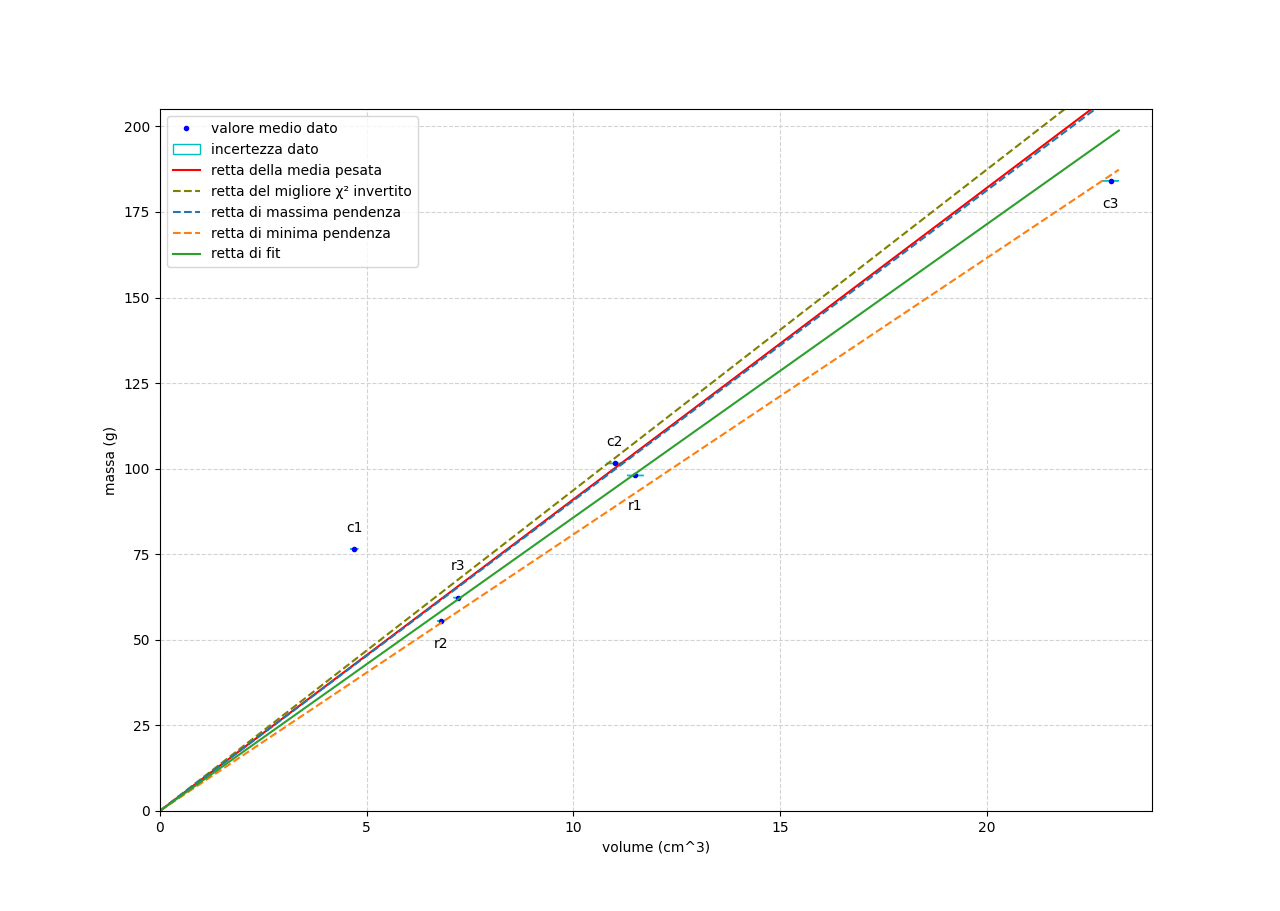 valore medio dato
incertezza dato
retta della media pesata
retta del migliore χ² invertito
retta di massima pendenza
retta di minima pendenza
retta di fit
200
175
150
125
100
75
50
25
0
massa (g)
c3
c2
r1
c1
r3
r2
0 5 10 15 20
volume (cm^3)